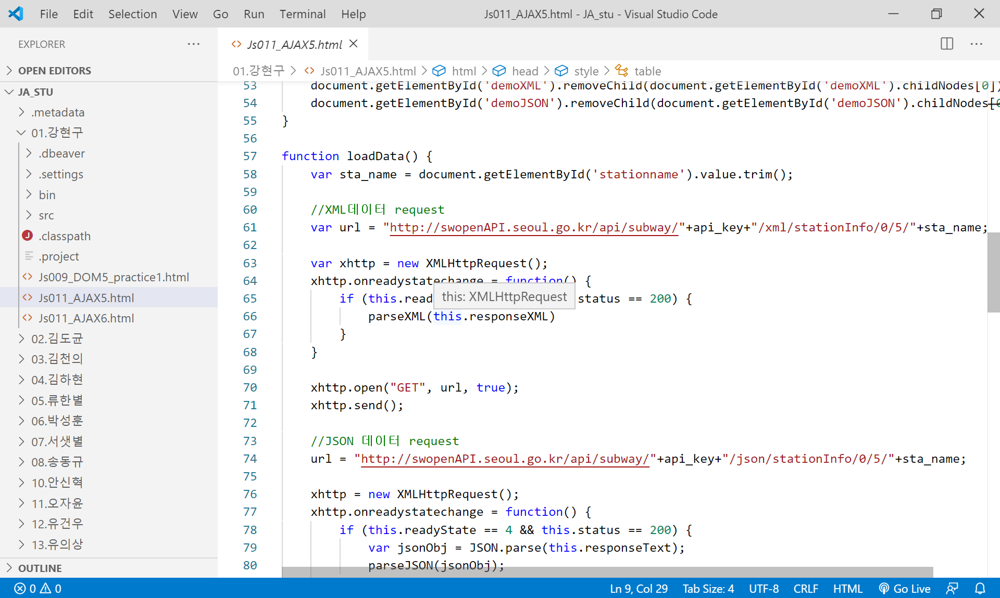 File Edit Selection View Go Run Terminal Help
Js011_AJAX5.html - JA_stu - Visual Studio Code
EXPLORER
Js011_AJAX5.html
OPEN EDITORS
01.강현구 > Js011_AJAX5.html > html > head > style > table
JA_STU
.metadata
01.강현구
.dbeaver
.settings
bin
src
.classpath
.project
Js009_DOM5_practice1.html
Js011_AJAX5.html
Js011_AJAX6.html
02.김도균
03.김천의
04.김하현
05.류한별
06.박성훈
07.서샛별
08.송동규
10.안신혁
11.오자윤
12.유건우
13.유의상
OUTLINE
53 document.getElementById('demoXML').removeChild(document.getElementById('demoXML').childNodes[0])
54 document.getElementById('demoJSON').removeChild(document.getElementById('demoJSON').childNodes[0
55 }
56
57 function loadData() {
58 var sta_name = document.getElementById('stationname').value.trim();
59
60 //XML데이터 request
61 var url = "http://swopenAPI.seoul.go.kr/api/subway/"+api_key+"/xml/stationInfo/0/5/"+sta_name;
62
63 var xhttp = new XMLHttpRequest();
64 xhttp.onreadystatechange = function() {
65 if (this.read status == 200) {
this: XMLHttpRequest
66 parseXML(this.responseXML)
67 }
68 }
69
70 xhttp.open("GET", url, true);
71 xhttp.send();
72
73 //JSON 데이터 request
74 url = "http://swopenAPI.seoul.go.kr/api/subway/"+api_key+"/json/stationInfo/0/5/"+sta_name;
75
76 xhttp = new XMLHttpRequest();
77 xhttp.onreadystatechange = function() {
78 if (this.readyState == 4 && this.status == 200) {
79 var jsonObj = JSON.parse(this.responseText);
80 parseJSON(jsonObj);
0 0
Ln 9, Col 29 Tab Size: 4 UTF-8 CRLF HTML Go Live